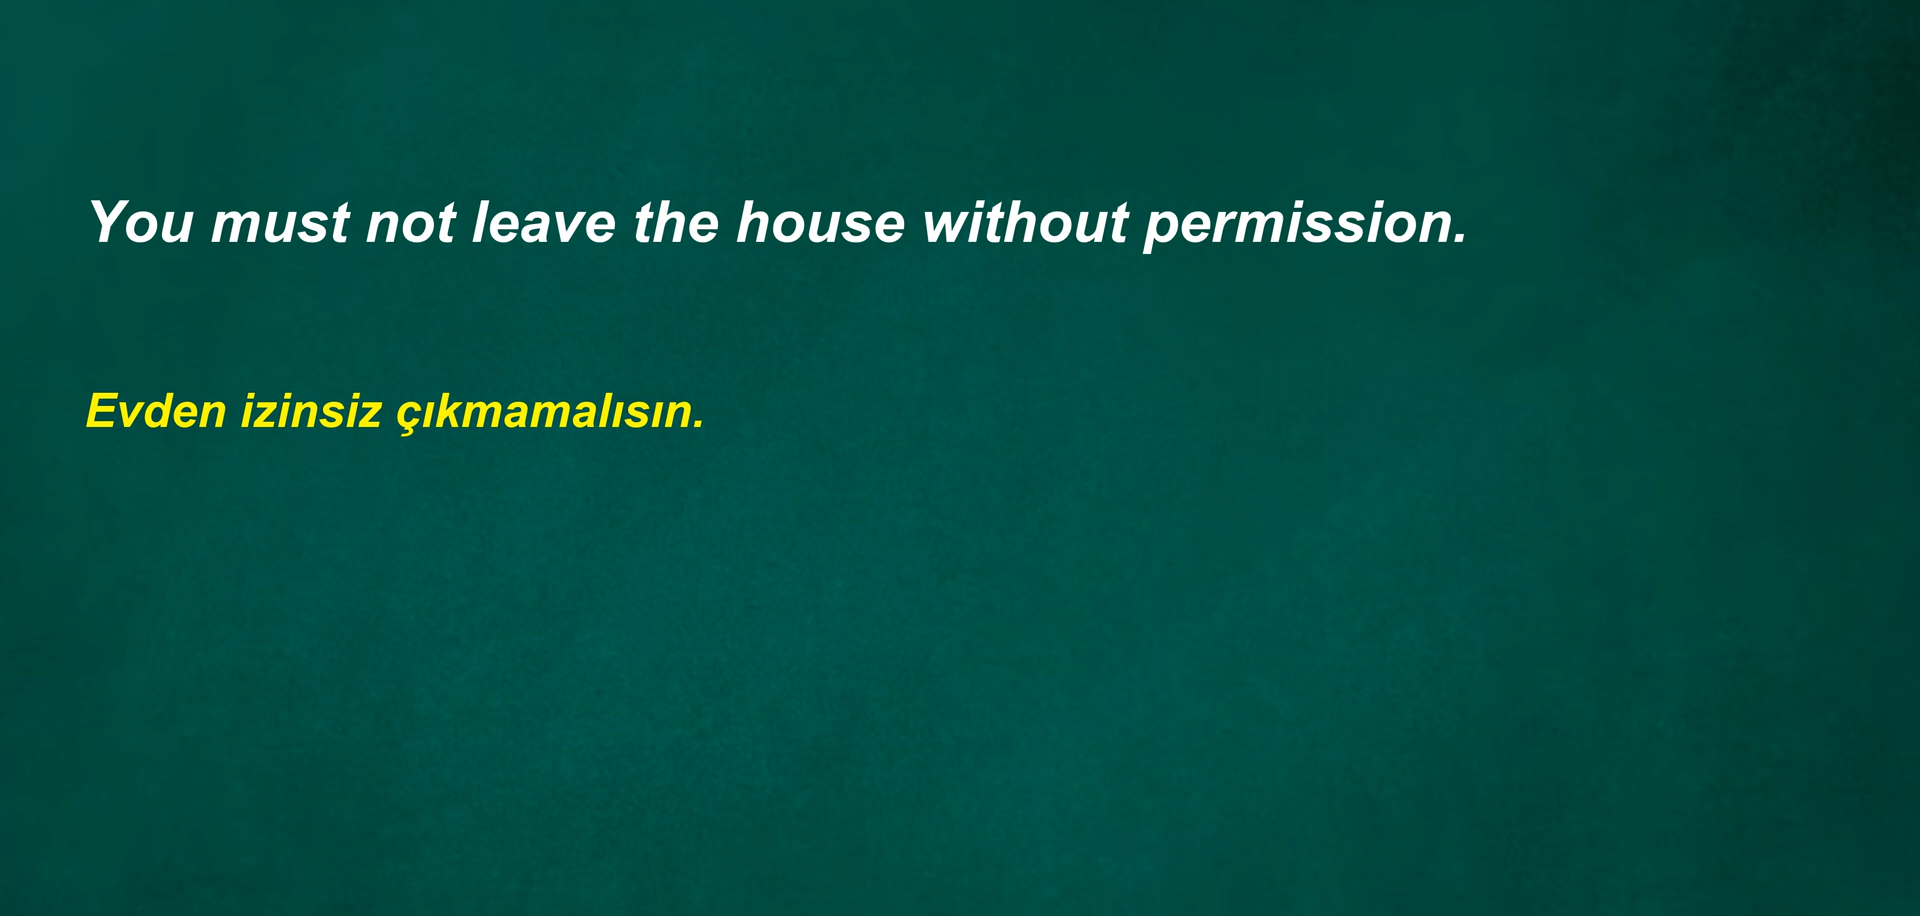 You must not leave the house without permission.
Evden izinsiz çıkmamalısın.